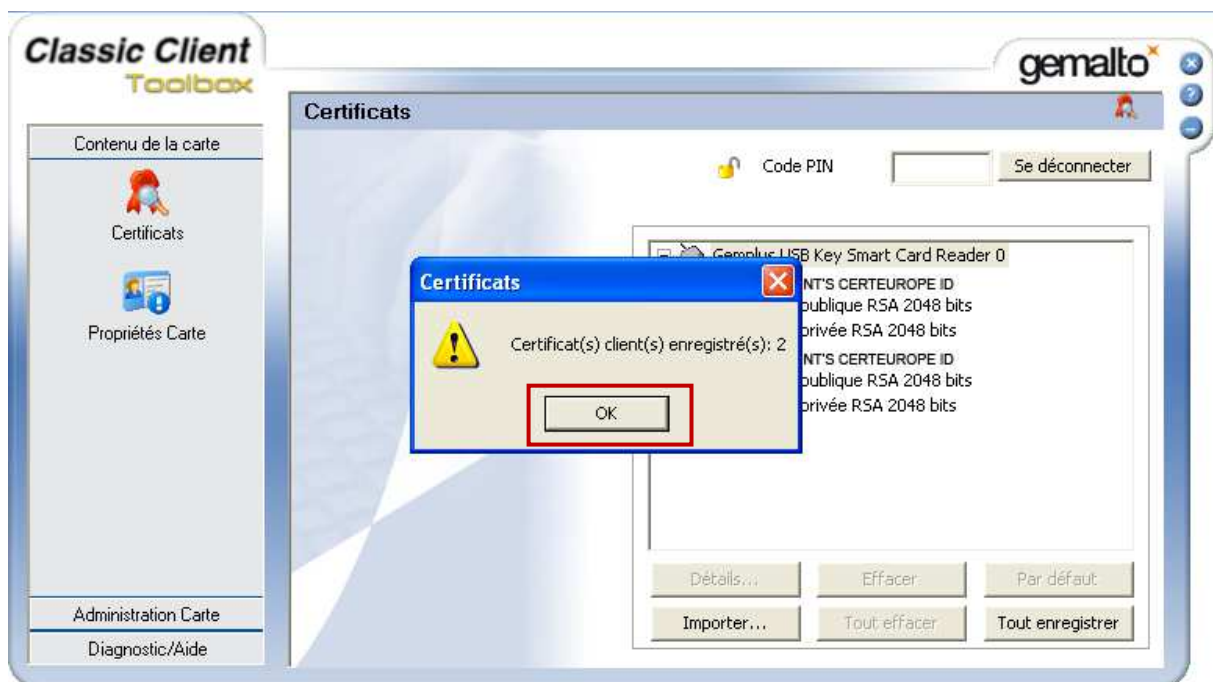 Classic Client
Toolbox
gemalto
Certificats
Contenu de la carte
Certificats
Propriétés Carte
Administration Carte
Diagnostic/Aide
Code PIN
Se déconnecter
Gemplus USB Key Smart Card Reader 0
NT'S CERTEUROPE ID
publique RSA 2048 bits
privée RSA 2048 bits
NT'S CERTEUROPE ID
publique RSA 2048 bits
privée RSA 2048 bits
Certificats
Certificat(s) client(s) enregistré(s): 2
OK
Détails...
Effacer
Par défaut
Importer...
Tout effacer
Tout enregistrer